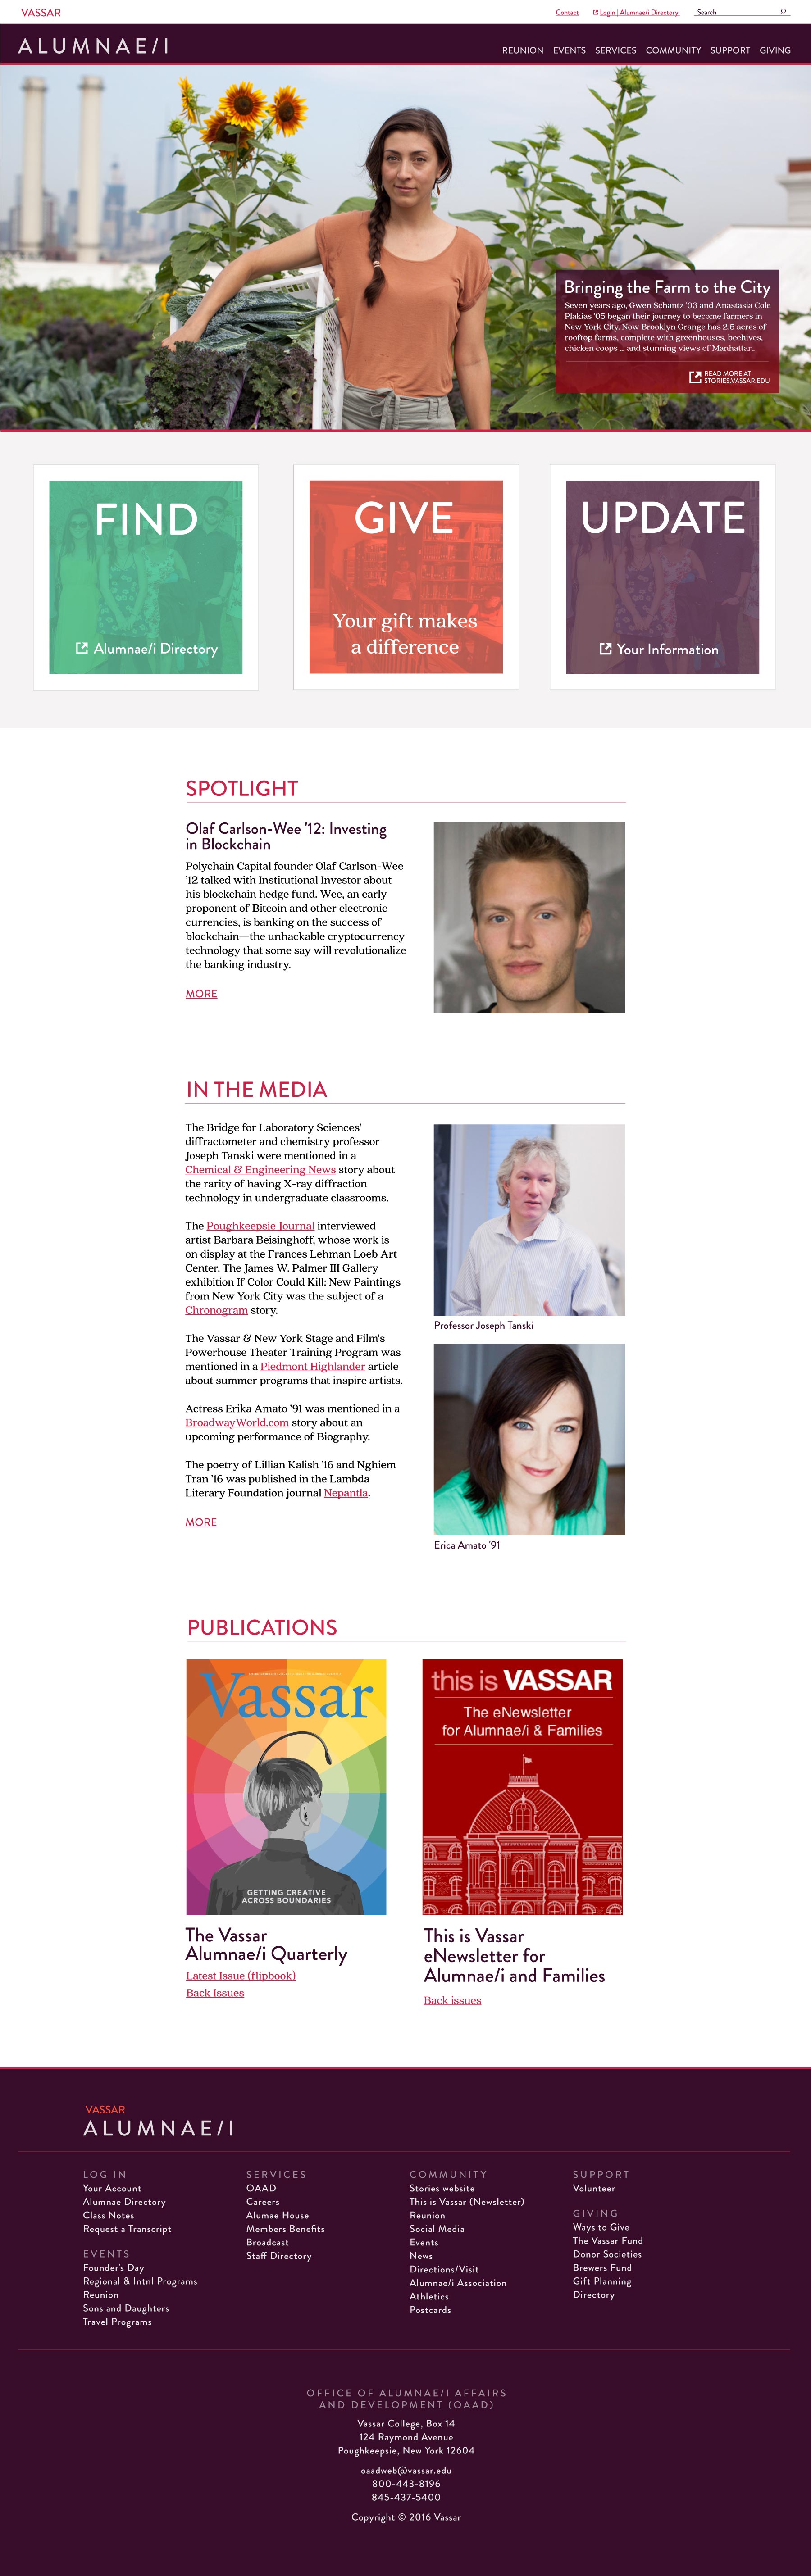 VASSAR
Contact
Login | Alumnae/i Directory
Search
ALUMNAE/I
REUNION EVENTS SERVICES COMMUNITY SUPPORT GIVING
Bringing the Farm to the City
Seven years ago, Gwen Schantz '03 and Anastasia Cole
Plakias '05 began their journey to become farmers in
New York City. Now Brooklyn Grange has 2.5 acres of
rooftop farms, complete with greenhouses, beehives,
chicken coops ... and stunning views of Manhattan.
READ MORE AT
STORIES.VASSAR.EDU
FIND
Alumnae/i Directory
GIVE
Your gift makes
a difference
UPDATE
Your Information
SPOTLIGHT
Olaf Carlson-Wee '12: Investing
in Blockchain
Polychain Capital founder Olaf Carlson-Wee
'12 talked with Institutional Investor about
his blockchain hedge fund. Wee, an early
proponent of Bitcoin and other electronic
currencies, is banking on the success of
blockchain—the unhackable cryptocurrency
technology that some say will revolutionalize
the banking industry.
MORE
IN THE MEDIA
The Bridge for Laboratory Sciences'
diffractometer and chemistry professor
Joseph Tanski were mentioned in a
Chemical & Engineering News story about
the rarity of having X-ray diffraction
technology in undergraduate classrooms.
The Poughkeepsie Journal interviewed
artist Barbara Beisinghoff, whose work is
on display at the Frances Lehman Loeb Art
Center. The James W. Palmer III Gallery
exhibition If Color Could Kill: New Paintings
from New York City was the subject of a
Chronogram story.
The Vassar & New York Stage and Film's
Powerhouse Theater Training Program was
mentioned in a Piedmont Highlander article
about summer programs that inspire artists.
Actress Erika Amato '91 was mentioned in a
BroadwayWorld.com story about an
upcoming performance of Biography.
The poetry of Lillian Kalish '16 and Nghiem
Tran '16 was published in the Lambda
Literary Foundation journal Nepantla.
MORE
Professor Joseph Tanski
Erica Amato '91
PUBLICATIONS
Vassar
GETTING CREATIVE
ACROSS BOUNDARIES
The Vassar
Alumnae/i Quarterly
Latest Issue (flipbook)
Back Issues
this is VASSAR
The eNewsletter
for Alumnae/i & Families
This is Vassar
eNewsletter for
Alumnae/i and Families
Back issues
VASSAR
ALUMNAE/I
LOG IN
Your Account
Alumnae Directory
Class Notes
Request a Transcript
EVENTS
Founder's Day
Regional & Intnl Programs
Reunion
Sons and Daughters
Travel Programs
SERVICES
OAAD
Careers
Alumae House
Members Benefits
Broadcast
Staff Directory
COMMUNITY
Stories website
This is Vassar (Newsletter)
Reunion
Social Media
Events
News
Directions/Visit
Alumnae/i Association
Athletics
Postcards
SUPPORT
Volunteer
GIVING
Ways to Give
The Vassar Fund
Donor Societies
Brewers Fund
Gift Planning
Directory
OFFICE OF ALUMNAE/I AFFAIRS
AND DEVELOPMENT (OAAD)
Vassar College, Box 14
124 Raymond Avenue
Poughkeepsie, New York 12604
oaadweb@vassar.edu
800-443-8196
845-437-5400
Copyright © 2016 Vassar